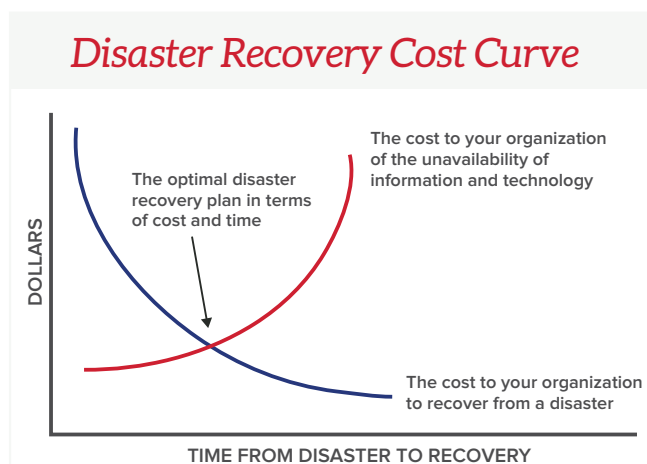 Disaster Recovery Cost Curve
The cost to your organization
of the unavailability of
information and technology
The optimal disaster
recovery plan in terms
of cost and time
DOLLARS
The cost to your organization
to recover from a disaster
TIME FROM DISASTER TO RECOVERY